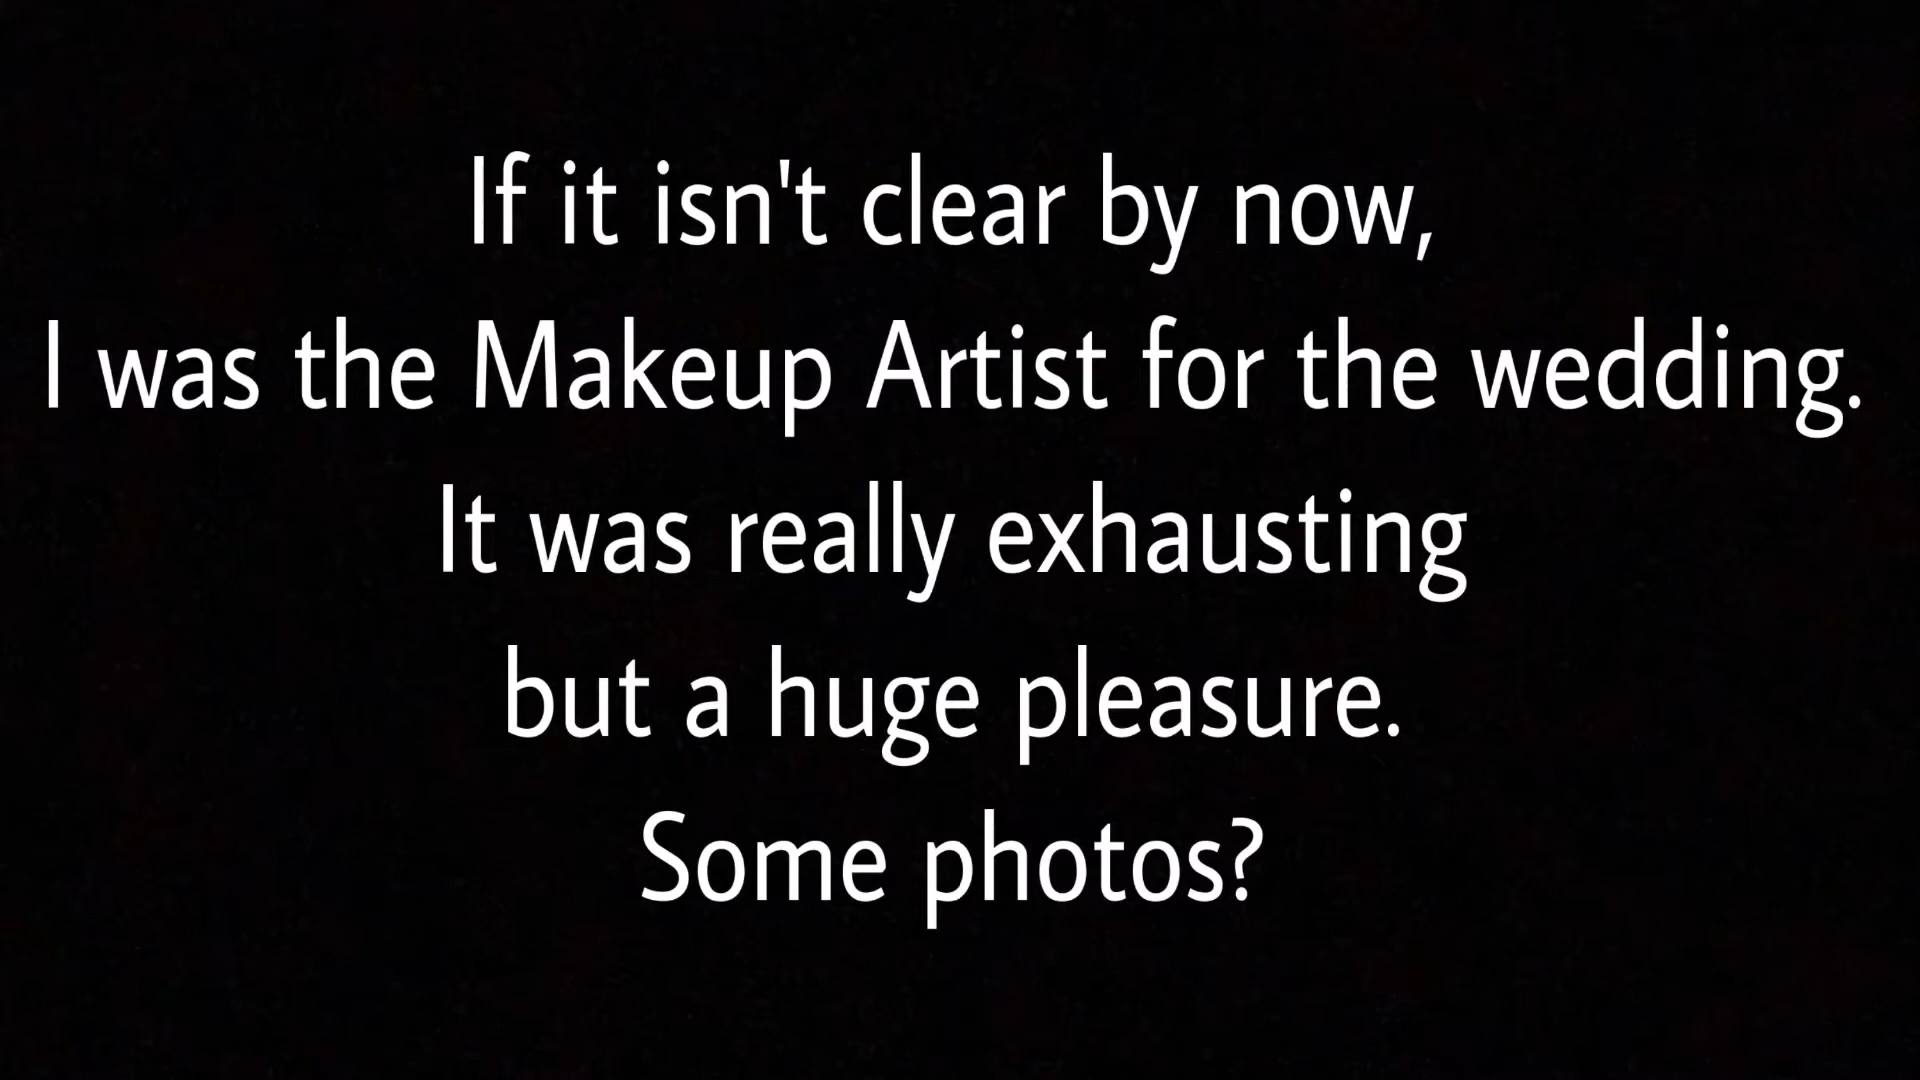 If it isn't clear by now,
I was the Makeup Artist for the wedding.
It was really exhausting
but a huge pleasure.
Some photos?